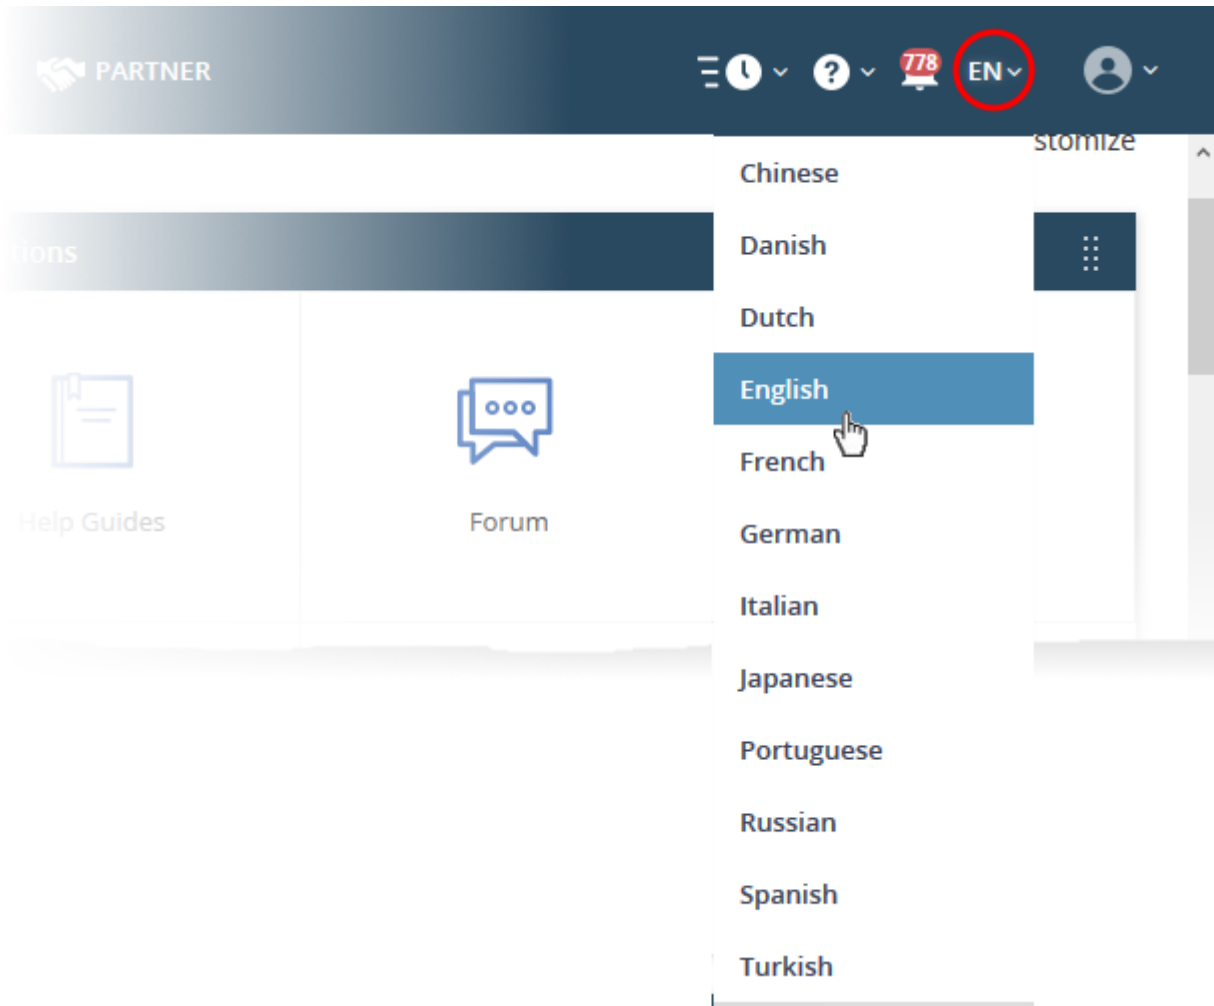 PARTNER
778
EN
stomize
Chinese
tions
Danish
Dutch
English
French
Help Guides
Forum
German
Italian
Japanese
Portuguese
Russian
Spanish
Turkish